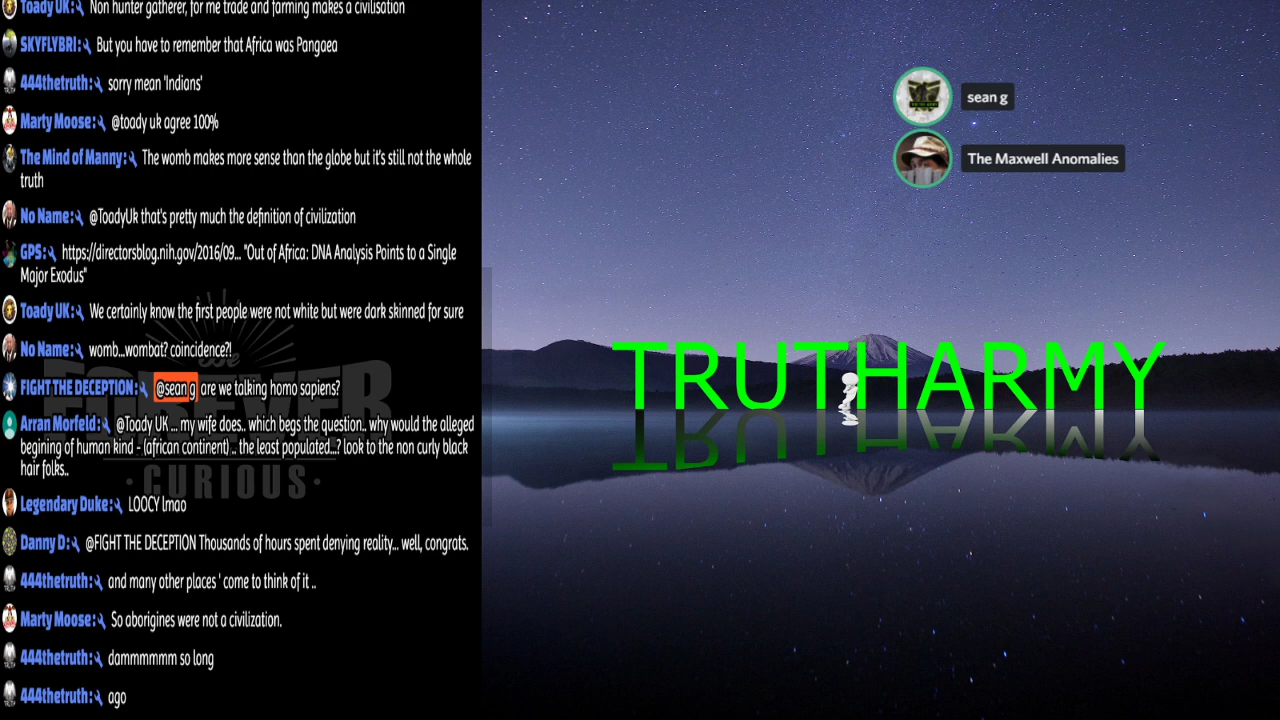 Toady UK: Non hunter gatherer, for me trade and farming makes a civilisation
SKYFLYBRI: But you have to remember that Africa was Pangaea
444thetruth: sorry mean 'Indians'
Marty Moose: @toady uk agree 100%
The Mind of Manny: The womb makes more sense than the globe but it's still not the whole
truth
No Name: @ToadyUk that's pretty much the definition of civilization
GPS: https://directorsblog.nih.gov/2016/09... "Out of Africa: DNA Analysis Points to a Single
Major Exodus"
Toady UK: We certainly know the first people were not white but were dark skinned for sure
No Name: womb...wombat? coincidence?!
FIGHT THE DECEPTION: @sean g are we talking homo sapiens?
Arran Morfeld: @Toady UK ... my wife does.. which begs the question.. why would the alleged
begining of human kind - (african continent) .. the least populated...? look to the non curly black
hair folks..
Legendary Duke: LOOCY lmao
Danny D: @FIGHT THE DECEPTION Thousands of hours spent denying reality... well, congrats.
444thetruth: and many other places ' come to think of it ..
Marty Moose: So aborigines were not a civilization.
444thetruth: dammmmmm so long
444thetruth: ago
the
FOREVER
· CURIOUS ·
sean g
The Maxwell Anomalies
TRUTHARMY